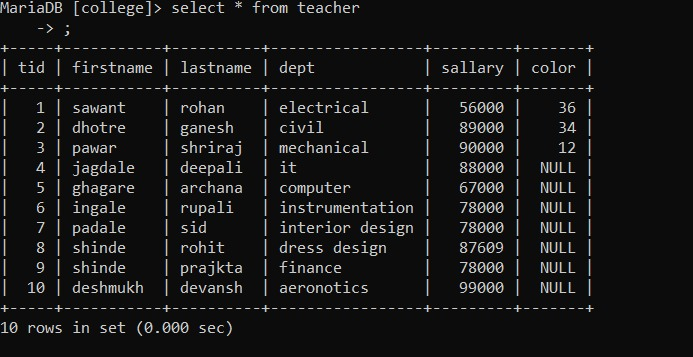 MariaDB [college]> select * from teacher
    -> ;
+-----+-----------+----------+-----------------+---------+-------+
| tid | firstname | lastname | dept            | sallary | color |
+-----+-----------+----------+-----------------+---------+-------+
|   1 | sawant    | rohan    | electrical      |   56000 |    36 |
|   2 | dhotre    | ganesh   | civil           |   89000 |    34 |
|   3 | pawar     | shriraj  | mechanical      |   90000 |    12 |
|   4 | jagdale   | deepali  | it              |   88000 |  NULL |
|   5 | ghagare   | archana  | computer        |   67000 |  NULL |
|   6 | ingale    | rupali   | instrumentation |   78000 |  NULL |
|   7 | padale    | sid      | interior design |   78000 |  NULL |
|   8 | shinde    | rohit    | dress design    |   87609 |  NULL |
|   9 | shinde    | prajkta  | finance         |   78000 |  NULL |
|  10 | deshmukh  | devansh  | aeronotics      |   99000 |  NULL |
+-----+-----------+----------+-----------------+---------+-------+
10 rows in set (0.000 sec)